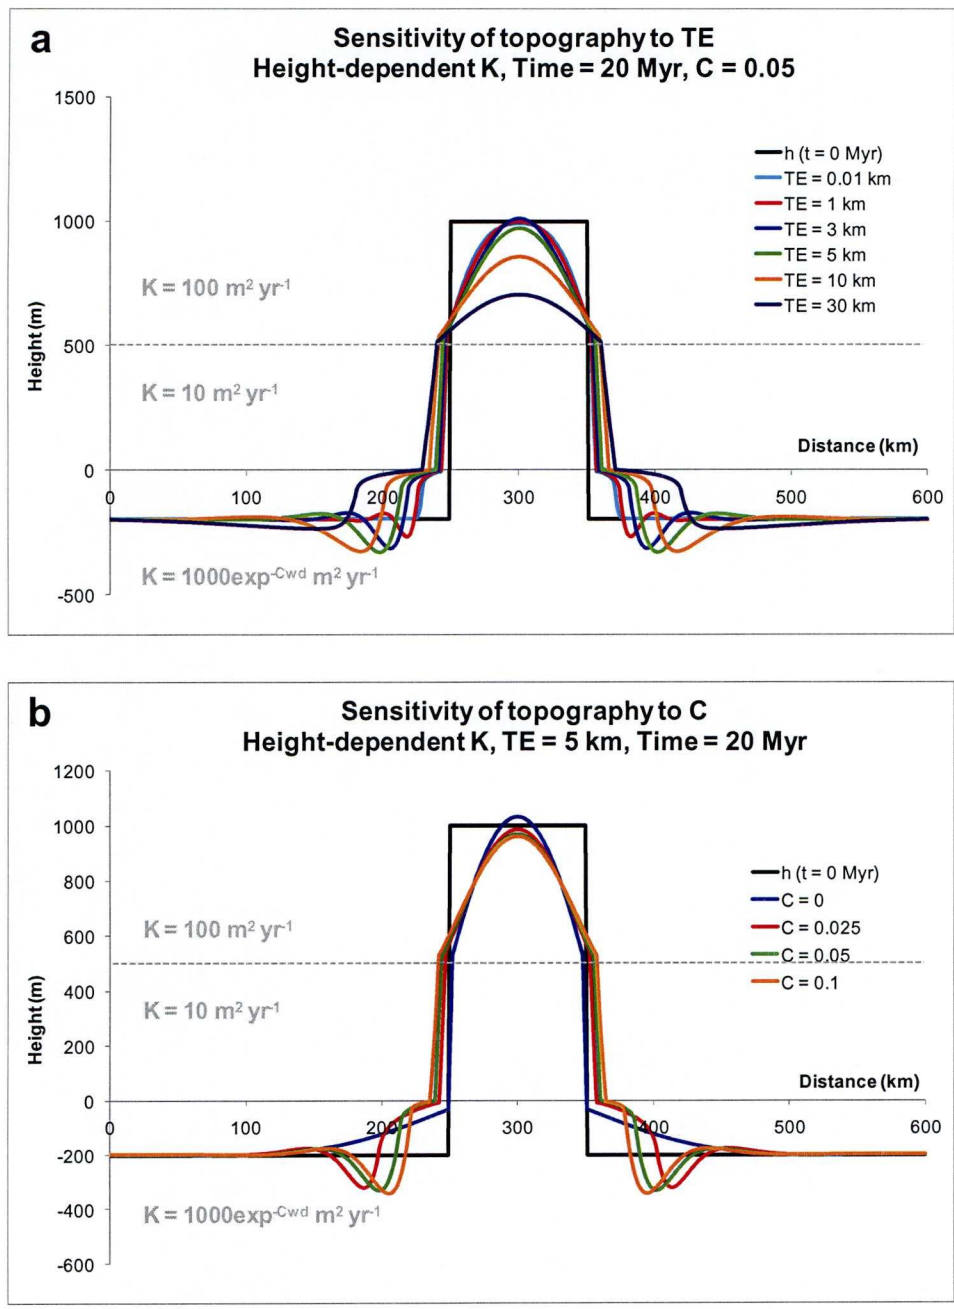 a
Sensitivity of topography to TE
Height-dependent K, Time = 20 Myr, C = 0.05
1500
1000
500
0
-500
Height (m)
K = 100 m² yr⁻¹
K = 10 m² yr⁻¹
K = 1000exp⁻ᶜʷᵈ m² yr⁻¹
h (t = 0 Myr)
TE = 0.01 km
TE = 1 km
TE = 3 km
TE = 5 km
TE = 10 km
TE = 30 km
Distance (km)
0 100 200 300 400 500 600
b
Sensitivity of topography to C
Height-dependent K, TE = 5 km, Time = 20 Myr
1200
1000
800
600
400
200
0
-200
-400
-600
Height (m)
K = 100 m² yr⁻¹
K = 10 m² yr⁻¹
K = 1000exp⁻ᶜʷᵈ m² yr⁻¹
h (t = 0 Myr)
C = 0
C = 0.025
C = 0.05
C = 0.1
Distance (km)
0 100 200 300 400 500 600